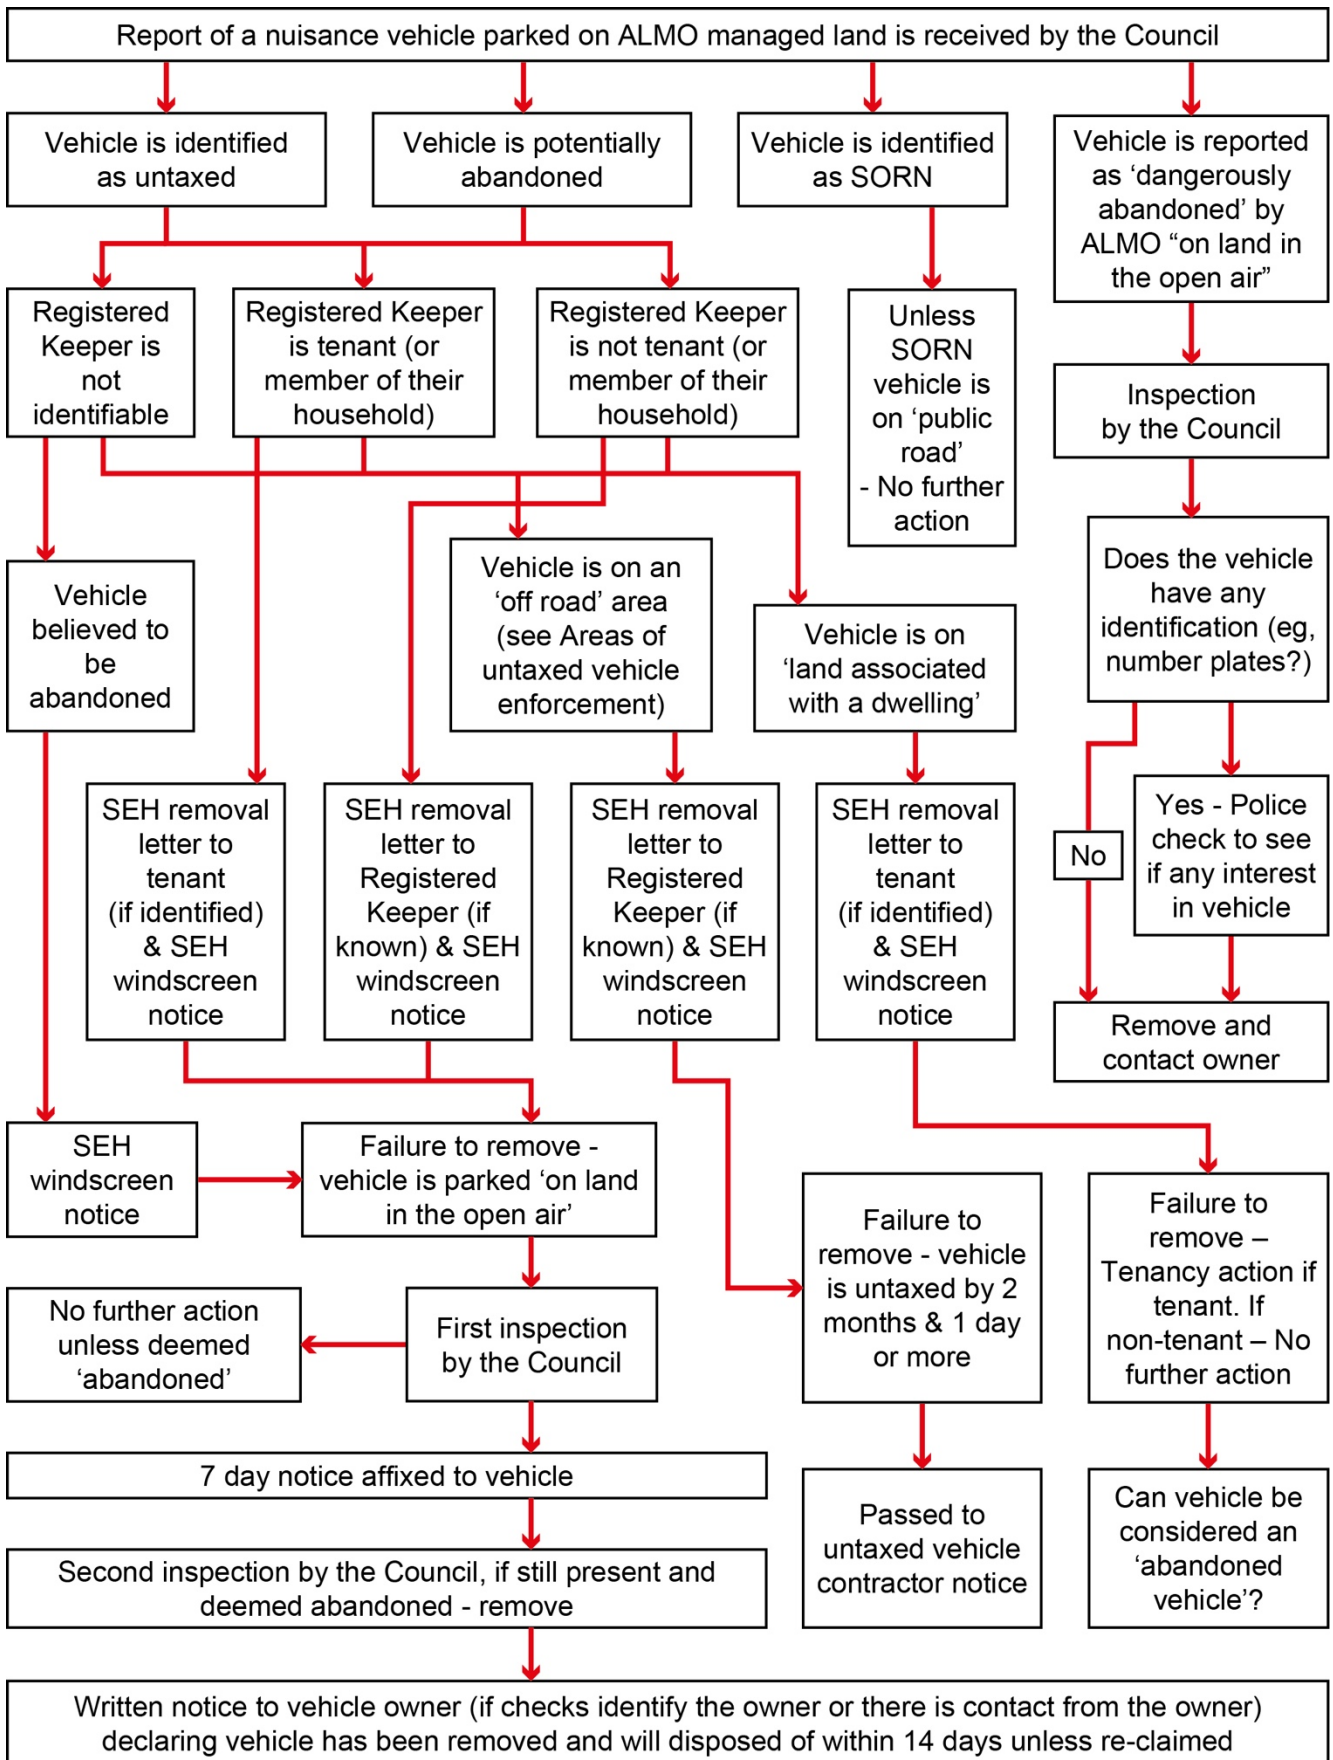 Report of a nuisance vehicle parked on ALMO managed land is received by the Council
Vehicle is identified
as untaxed
Vehicle is potentially
abandoned
Vehicle is identified
as SORN
Vehicle is reported
as ‘dangerously
abandoned’ by
ALMO “on land in
the open air”
Registered
Keeper is
not
identifiable
Registered Keeper
is tenant (or
member of their
household)
Registered Keeper
is not tenant (or
member of their
household)
Unless
SORN
vehicle is
on ‘public
road’
- No further
action
Inspection
by the Council
Vehicle
believed to
be
abandoned
Vehicle is on an
‘off road’ area
(see Areas of
untaxed vehicle
enforcement)
Vehicle is on
‘land associated
with a dwelling’
Does the vehicle
have any
identification (eg,
number plates?)
SEH removal
letter to
tenant
(if identified)
& SEH
windscreen
notice
SEH removal
letter to
Registered
Keeper (if
known) & SEH
windscreen
notice
SEH removal
letter to
Registered
Keeper (if
known) & SEH
windscreen
notice
SEH removal
letter to
tenant
(if identified)
& SEH
windscreen
notice
No
Yes - Police
check to see
if any interest
in vehicle
Remove and
contact owner
SEH
windscreen
notice
Failure to remove -
vehicle is parked ‘on land
in the open air’
Failure to
remove - vehicle
is untaxed by 2
months & 1 day
or more
Failure to
remove –
Tenancy action if
tenant. If
non-tenant – No
further action
No further action
unless deemed
‘abandoned’
First inspection
by the Council
7 day notice affixed to vehicle
Passed to
untaxed vehicle
contractor notice
Can vehicle be
considered an
‘abandoned
vehicle’?
Second inspection by the Council, if still present and
deemed abandoned - remove
Written notice to vehicle owner (if checks identify the owner or there is contact from the owner)
declaring vehicle has been removed and will disposed of within 14 days unless re-claimed